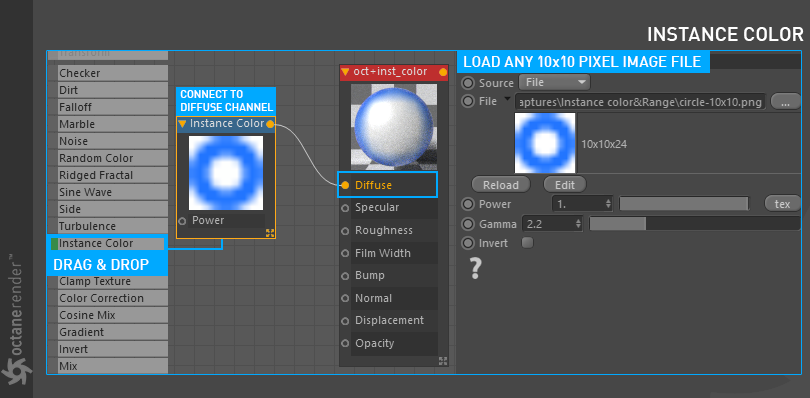 INSTANCE COLOR
Transform
Checker
Dirt
Falloff
Marble
Noise
Random Color
Ridged Fractal
Sine Wave
Side
Turbulence
Instance Color
DRAG & DROP
Clamp Texture
Color Correction
Cosine Mix
Gradient
Invert
Mix
CONNECT TO
DIFFUSE CHANNEL
Instance Color
Power
oct+inst_color
Diffuse
Specular
Roughness
Film Width
Bump
Normal
Displacement
Opacity
LOAD ANY 10x10 PIXEL IMAGE FILE
Source File
File aptures\Instance color&Range\circle-10x10.png ...
10x10x24
Reload Edit
Power 1. tex
Gamma 2.2
Invert
?
octanerender™